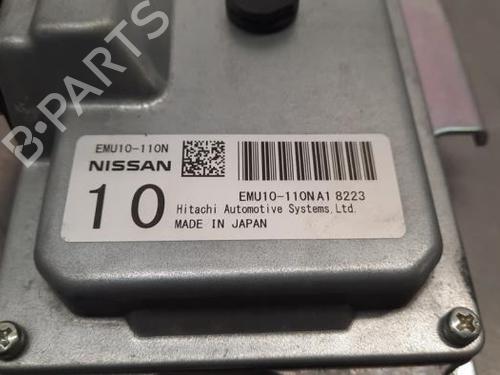 B-PARTS
EMU10-110N
NISSAN
10
EMU10-110NA1 8223
Hitachi Automotive Systems,Ltd.
MADE IN JAPAN